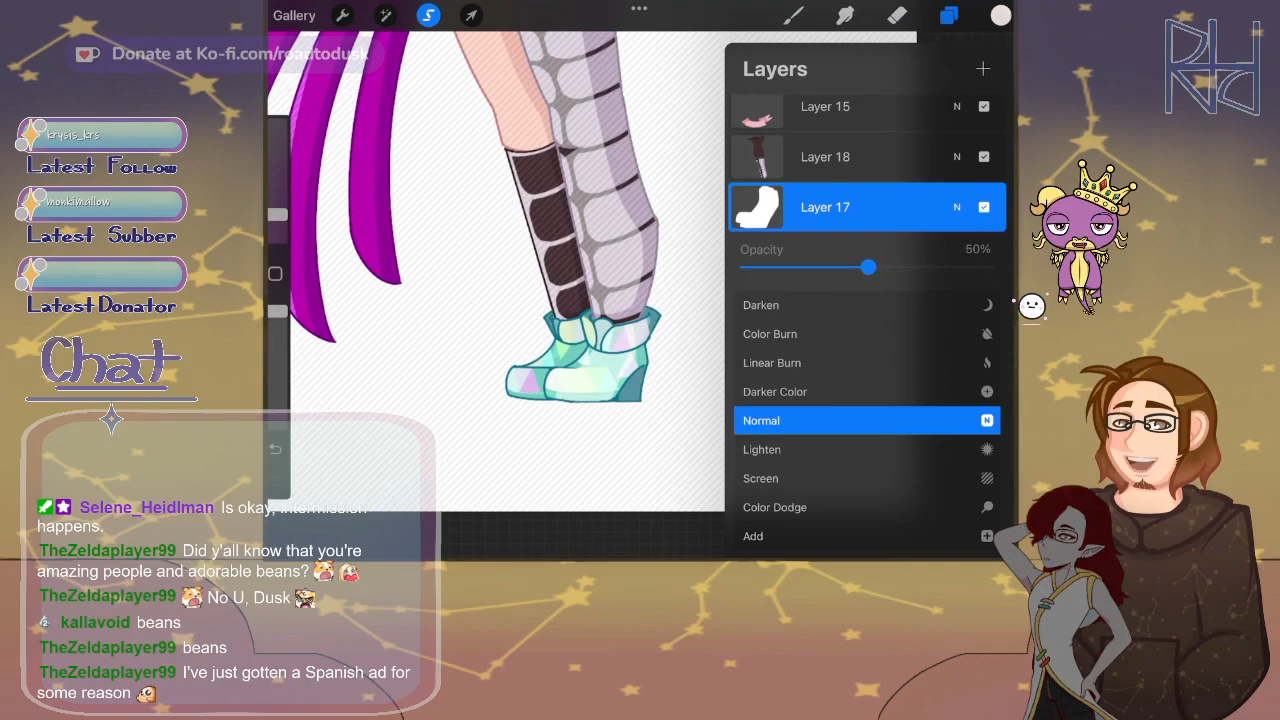 Gallery
Donate at Ko-fi.com/roautodusk
krysis_krs
Latest Follow
monkimallow
Latest Subber
Latest Donator
Chat
Selene_Heidlman Is okay, intermission
happens.
TheZeldaplayer99 Did y'all know that you're
amazing people and adorable beans?
TheZeldaplayer99 No U, Dusk
kallavoid beans
TheZeldaplayer99 beans
TheZeldaplayer99 I've just gotten a Spanish ad for
some reason
Layers
Layer 15 N
Layer 18 N
Layer 17 N
Opacity 50%
Darken
Color Burn
Linear Burn
Darker Color
Normal N
Lighten
Screen
Color Dodge
Add